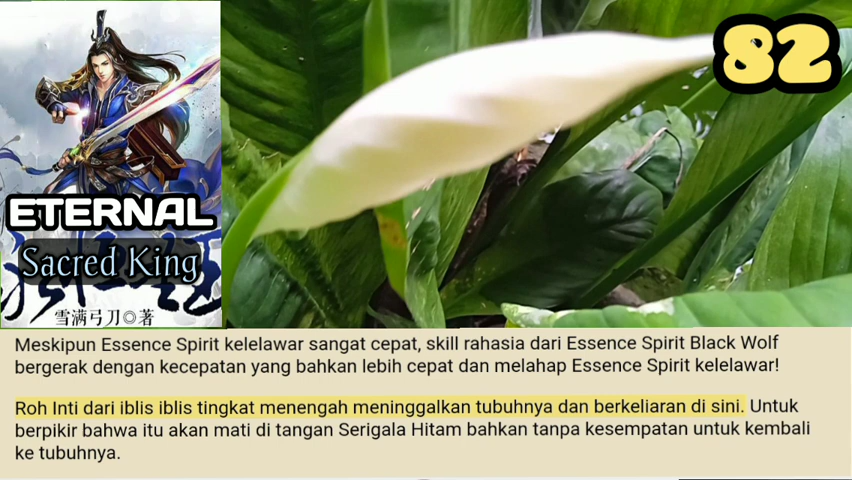 82
ETERNAL
Sacred King
雪满弓刀◎著
Meskipun Essence Spirit kelelawar sangat cepat, skill rahasia dari Essence Spirit Black Wolf
bergerak dengan kecepatan yang bahkan lebih cepat dan melahap Essence Spirit kelelawar!
Roh Inti dari iblis iblis tingkat menengah meninggalkan tubuhnya dan berkeliaran di sini. Untuk
berpikir bahwa itu akan mati di tangan Serigala Hitam bahkan tanpa kesempatan untuk kembali
ke tubuhnya.